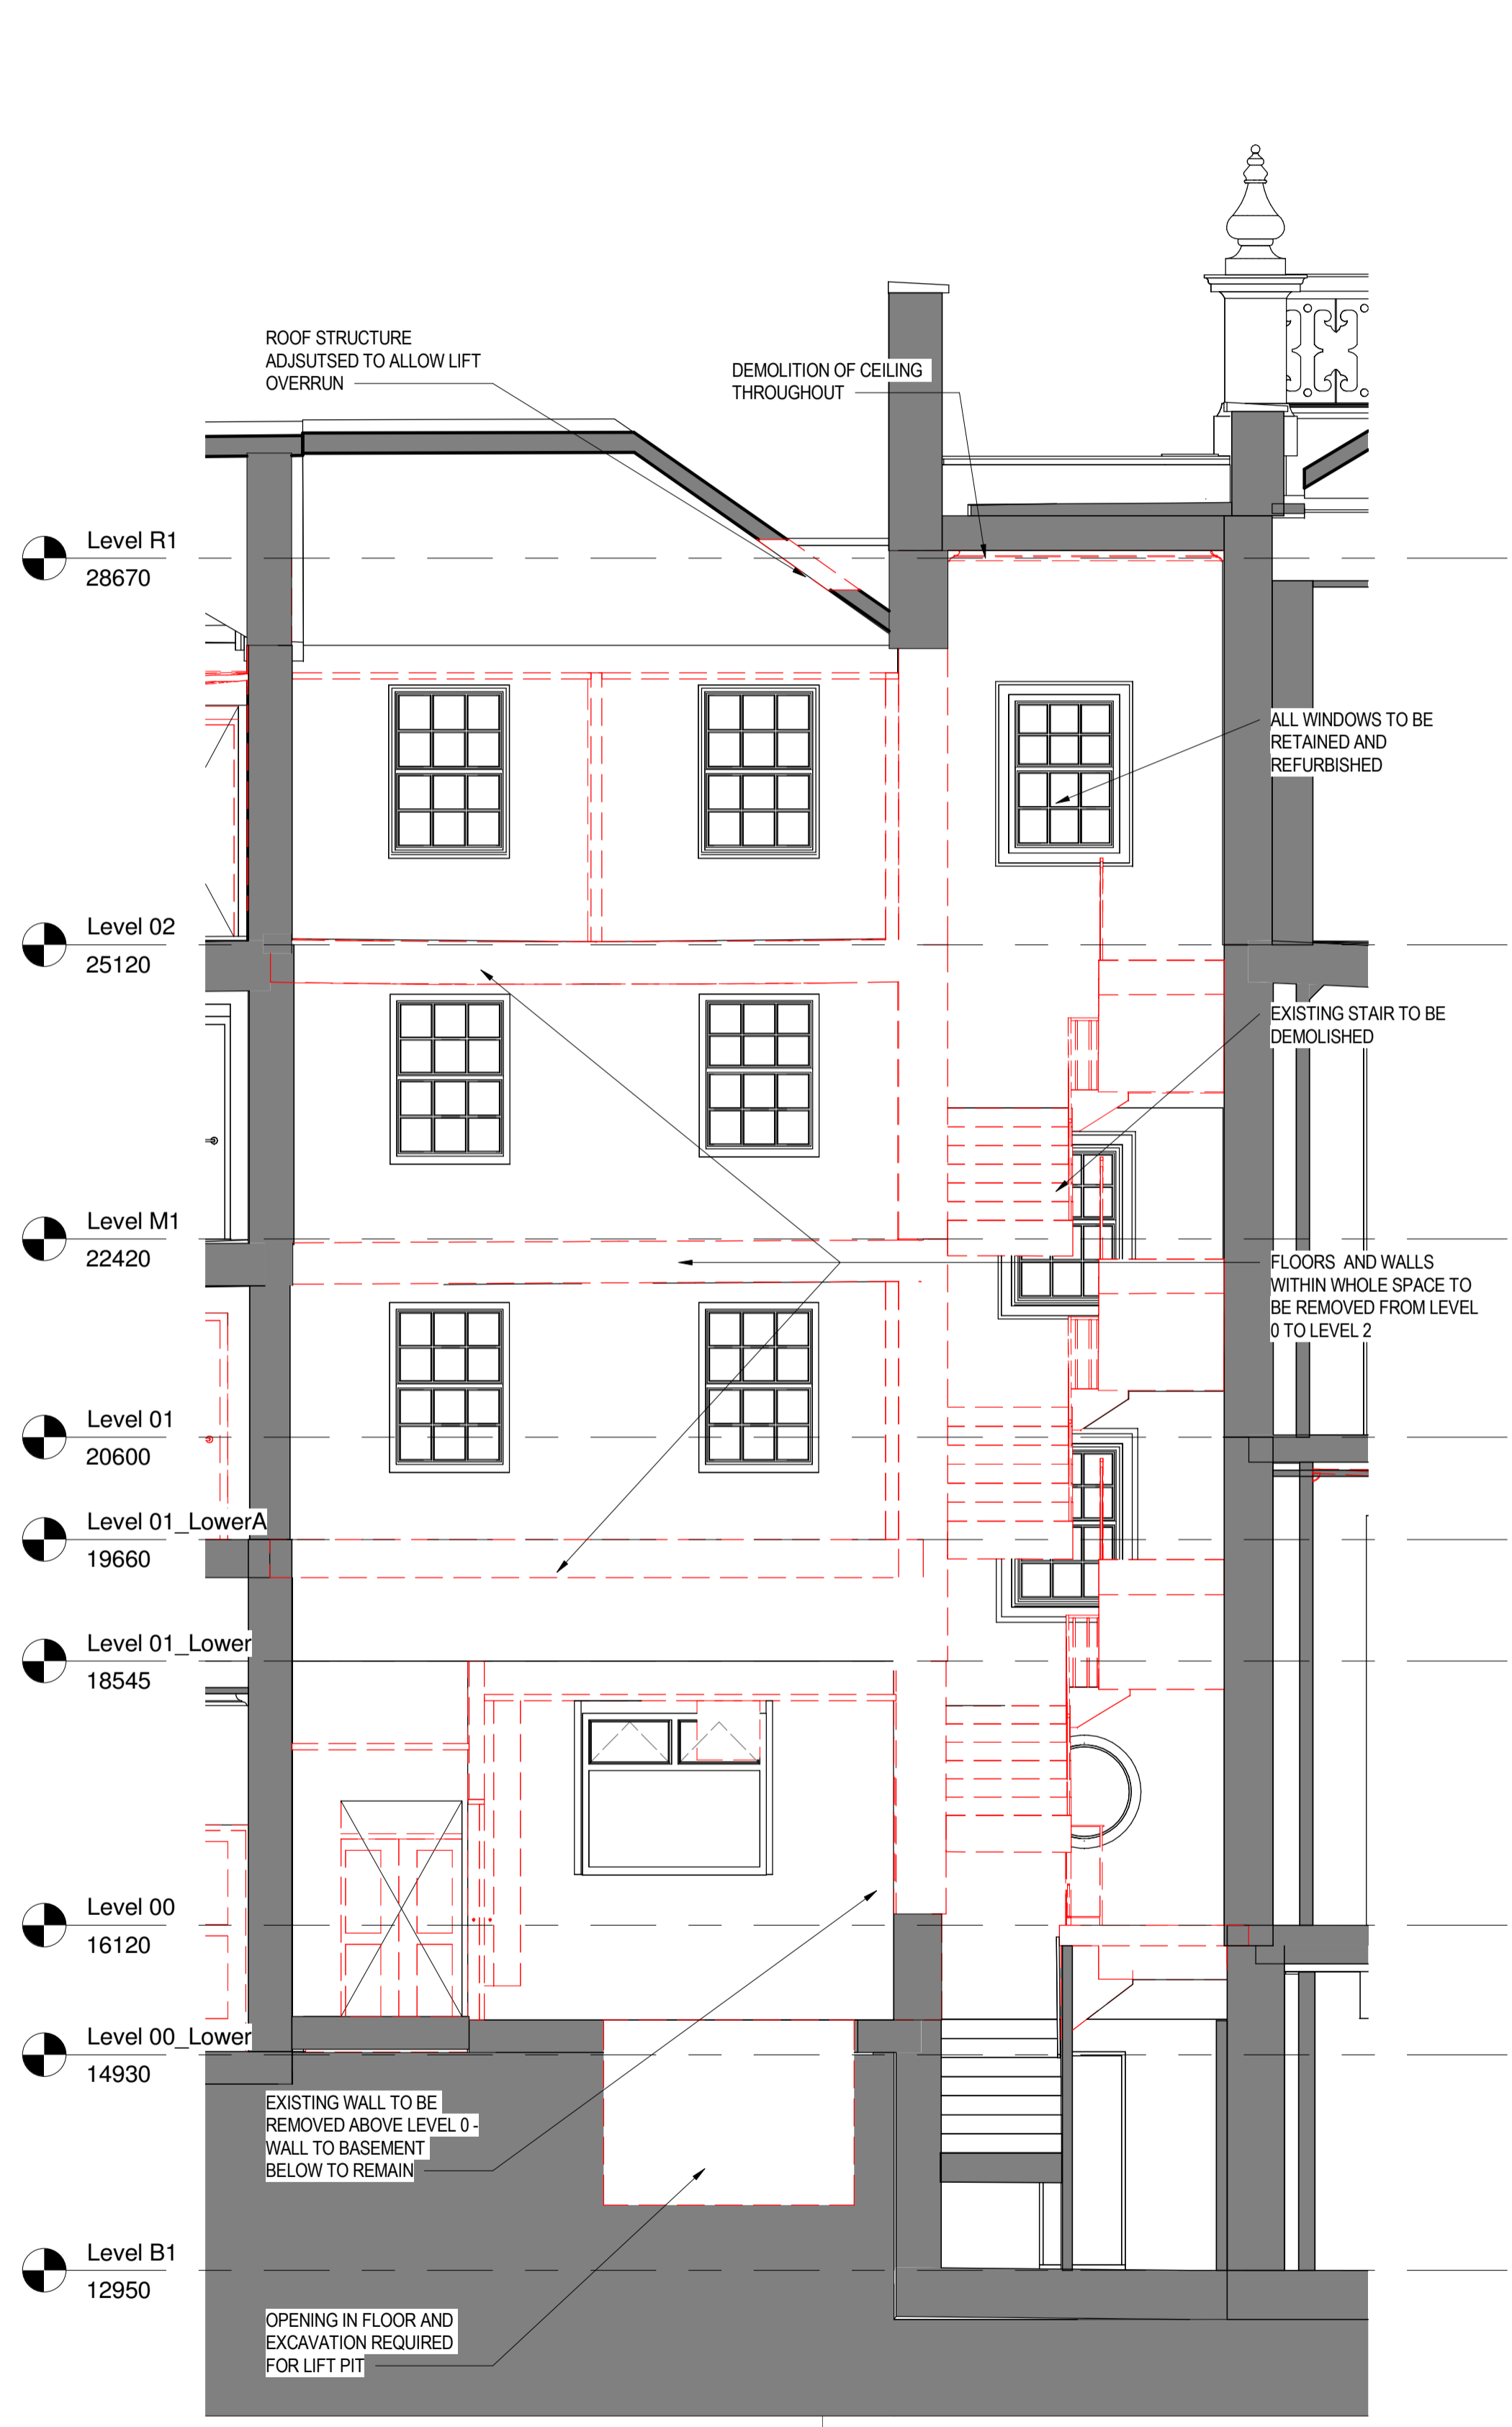 ROOF STRUCTURE
ADJSUTSED TO ALLOW LIFT
OVERRUN
DEMOLITION OF CEILING
THROUGHOUT
Level R1
28670
ALL WINDOWS TO BE
RETAINED AND
REFURBISHED
Level 02
25120
EXISTING STAIR TO BE
DEMOLISHED
Level M1
22420
FLOORS AND WALLS
WITHIN WHOLE SPACE TO
BE REMOVED FROM LEVEL
0 TO LEVEL 2
Level 01
20600
Level 01_LowerA
19660
Level 01_Lower
18545
Level 00
16120
Level 00_Lower
14930
EXISTING WALL TO BE
REMOVED ABOVE LEVEL 0 -
WALL TO BASEMENT
BELOW TO REMAIN
Level B1
12950
OPENING IN FLOOR AND
EXCAVATION REQUIRED
FOR LIFT PIT